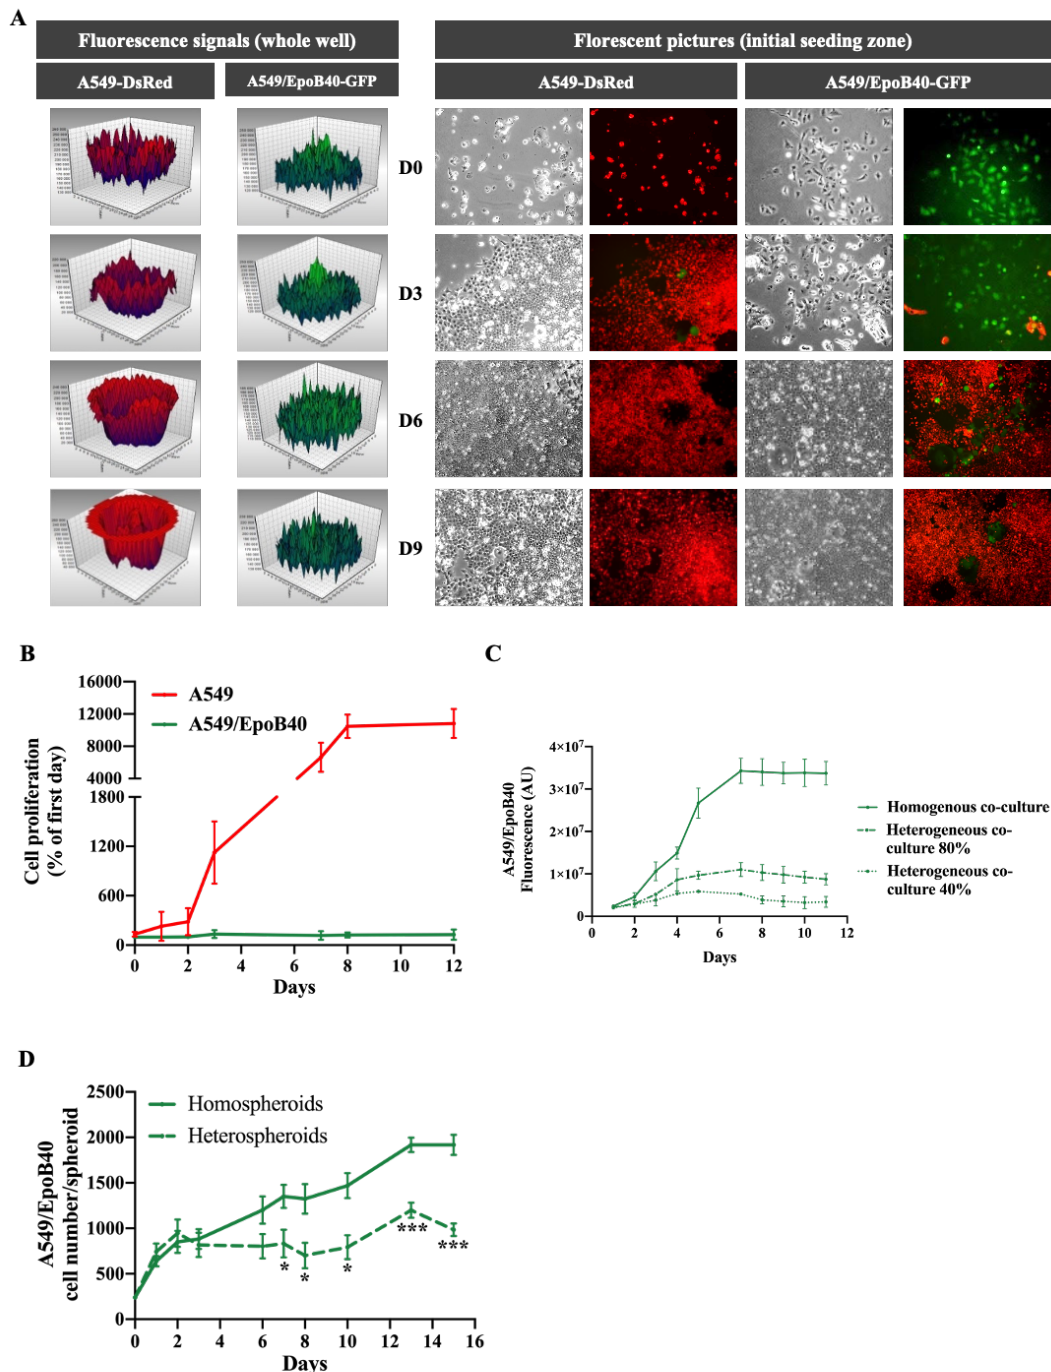 A
Fluorescence signals (whole well)
Florescent pictures (initial seeding zone)
A549-DsRed
A549/EpoB40-GFP
A549-DsRed
A549/EpoB40-GFP
D0
D3
D6
D9
B
Cell proliferation
(% of first day)
16000
12000
8000
4000
1800
1200
600
0
A549
A549/EpoB40
0 2 4 6 8 10 12
Days
C
A549/EpoB40
Fluorescence (AU)
4×10⁷
3×10⁷
2×10⁷
1×10⁷
0
0 2 4 6 8 10 12
Days
Homogenous co-culture
Heterogeneous co-
culture 80%
Heterogeneous co-
culture 40%
D
A549/EpoB40
cell number/spheroid
2500
2000
1500
1000
500
0
Homospheroids
Heterospheroids
* * * *** ***
0 2 4 6 8 10 12 14 16
Days